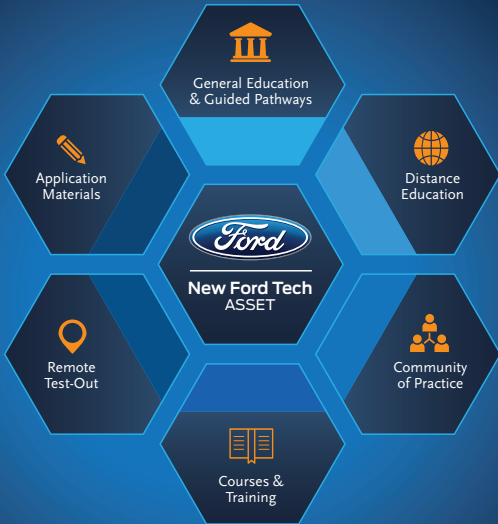 General Education
& Guided Pathways
Application
Materials
Distance
Education
Ford
New Ford Tech
ASSET
Remote
Test-Out
Community
of Practice
Courses &
Training